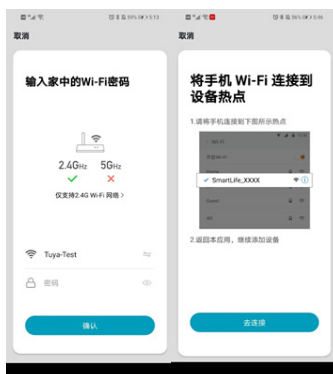 取消
输入家中的Wi-Fi密码
2.4GHz 5GHz
仅支持2.4G Wi-Fi 网络 >
Tuya-Test
密码
确认
取消
将手机 Wi-Fi 连接到
设备热点
1.请将手机连接到下图所示热点
SmartLife_XXXX
2.返回本应用，继续添加设备
去连接